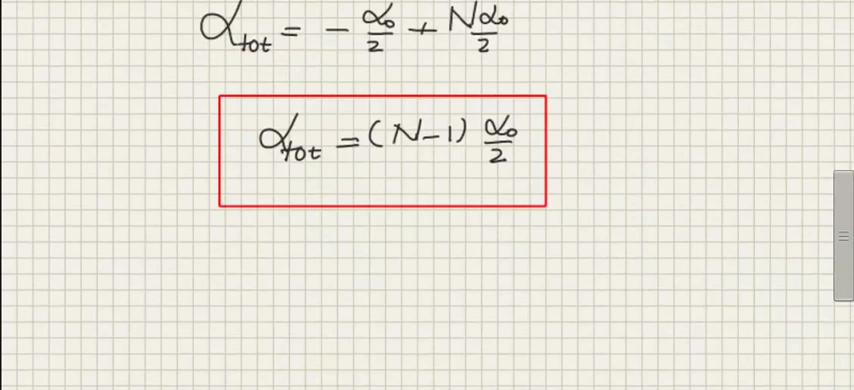 α_tot = - α₀/2 + Nα₀/2
α_tot = (N-1) α₀/2